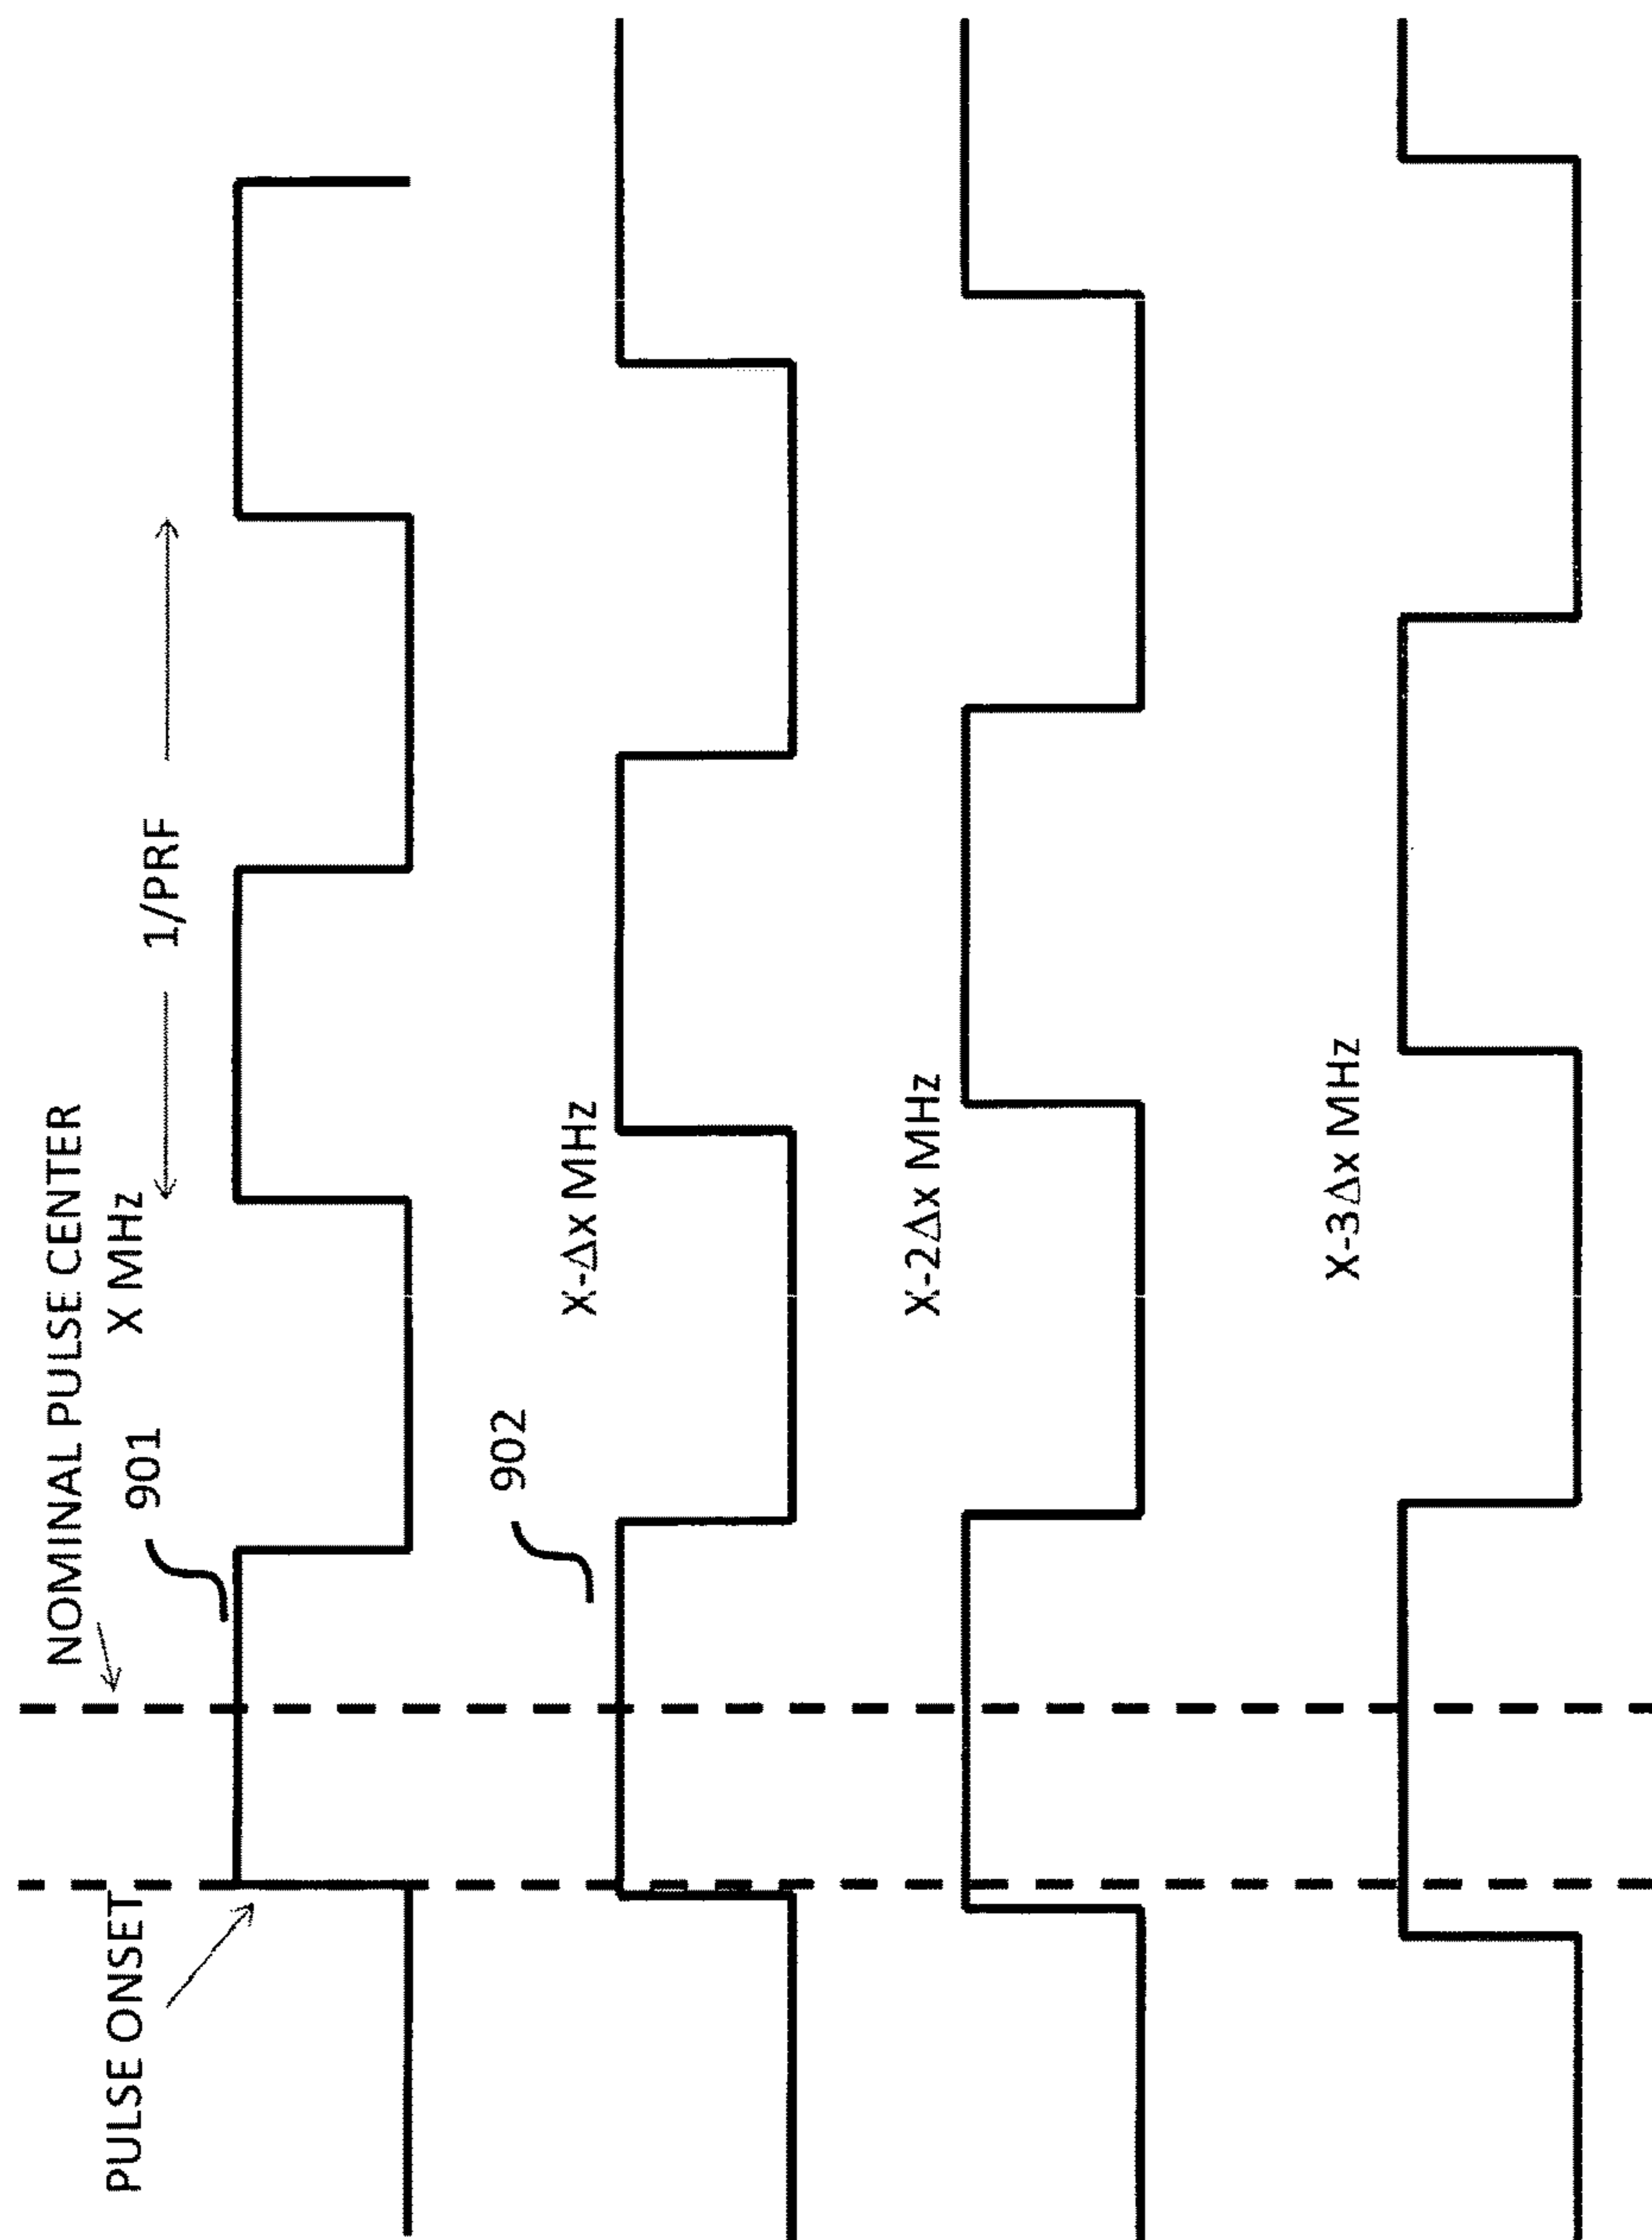 NOMINAL PULSE CENTER
PULSE ONSET
901
X MHz
1/PRF
902
X-Δx MHz
X-2Δx MHz
X-3Δx MHz